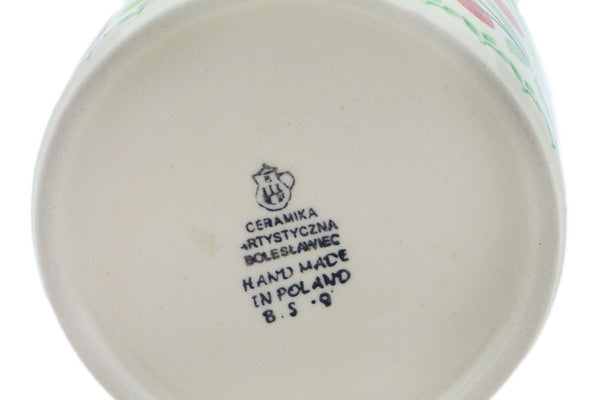 CERAMIKA
ARTYSTYCZNA
BOLESŁAWIEC
HAND MADE
IN POLAND
B.S.9